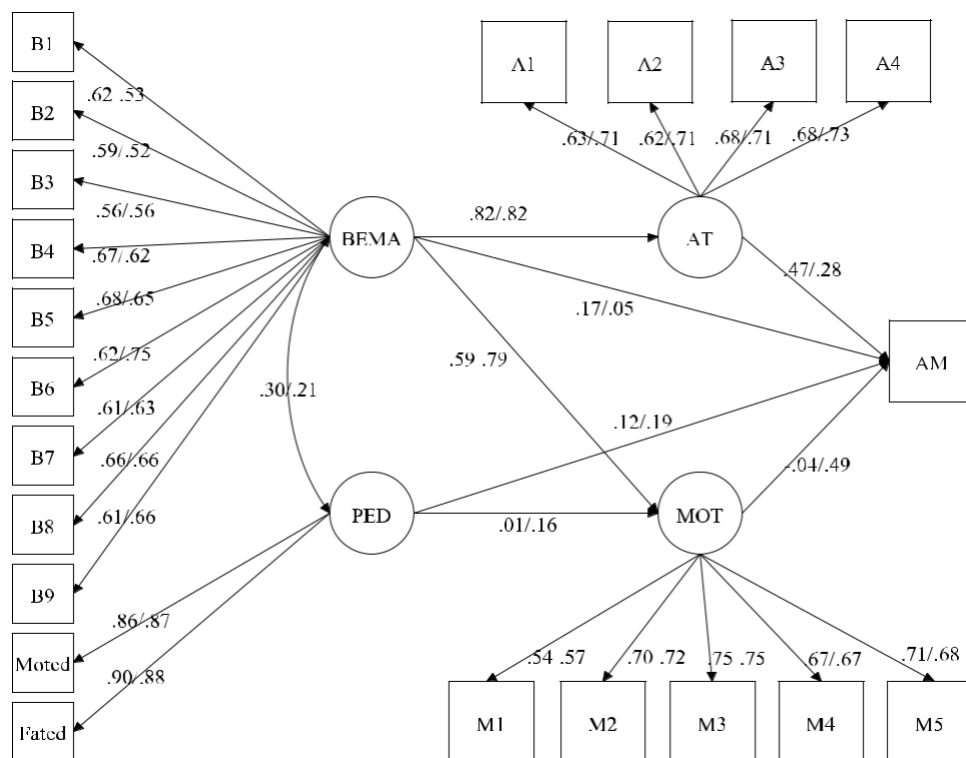 B1
B2
B3
B4
B5
B6
B7
B8
B9
Moted
Fated
.62 .53
.59/.52
.56/.56
.67/.62
.68/.65
.62/.75
.61/.63
.66/.66
.61/.66
.86/.87
.90/.88
BEMA
PED
.30/.21
.82/.82
.17/.05
.59 .79
.12/.19
.01/.16
A1
A2
A3
A4
.63/.71
.62/.71
.68/.71
.68/.73
AT
.47/.28
AM
-.04/.49
MOT
.54 .57
.70 .72
.75 .75
.67/.67
.71/.68
M1
M2
M3
M4
M5